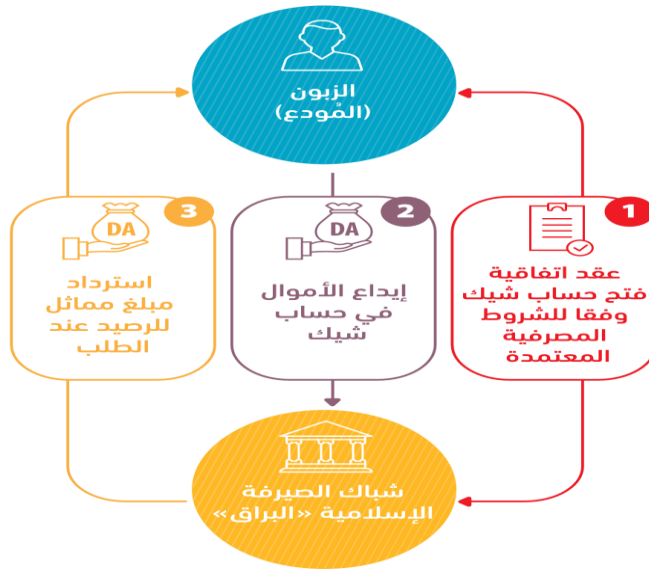 الزبون
(المُودع)
1
عقد اتفاقية
فتح حساب شيك
وفقا للشروط
المصرفية
المعتمدة
2
DA
إيداع الأموال
في حساب
شيك
3
DA
استرداد
مبلغ مماثل
للرصيد عند
الطلب
شباك الصيرفة
الإسلامية «البراق»